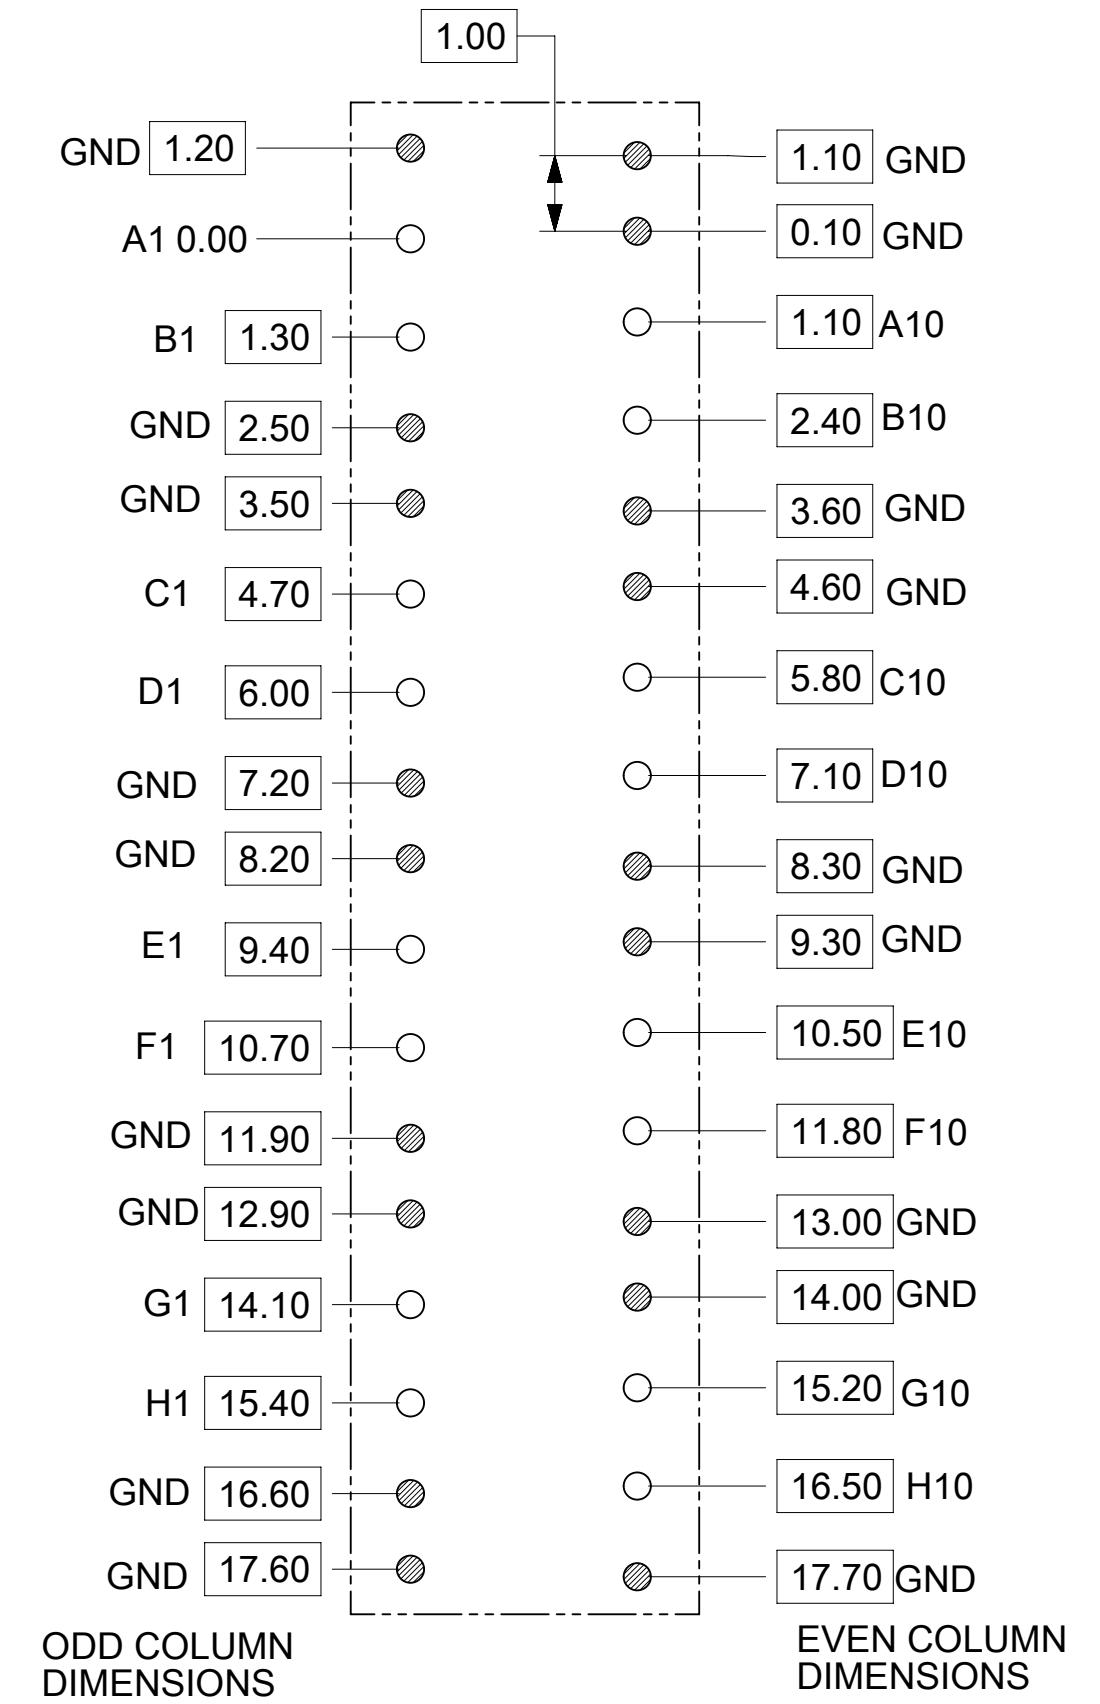 1.00
GND 1.20
1.10 GND
A1 0.00
0.10 GND
B1 1.30
1.10 A10
GND 2.50
2.40 B10
GND 3.50
3.60 GND
C1 4.70
4.60 GND
D1 6.00
5.80 C10
GND 7.20
7.10 D10
GND 8.20
8.30 GND
E1 9.40
9.30 GND
F1 10.70
10.50 E10
GND 11.90
11.80 F10
GND 12.90
13.00 GND
G1 14.10
14.00 GND
H1 15.40
15.20 G10
GND 16.60
16.50 H10
GND 17.60
17.70 GND
ODD COLUMN
DIMENSIONS
EVEN COLUMN
DIMENSIONS